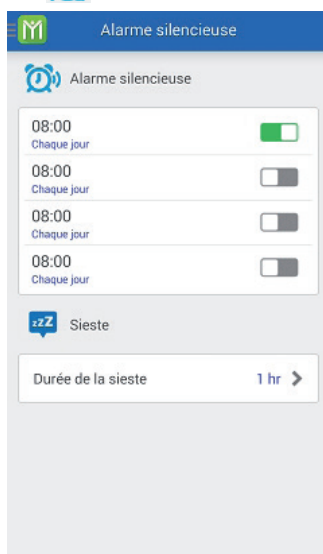 Alarme silencieuse
Alarme silencieuse
08:00
Chaque jour
08:00
Chaque jour
08:00
Chaque jour
08:00
Chaque jour
zzZ
Sieste
Durée de la sieste 1 hr